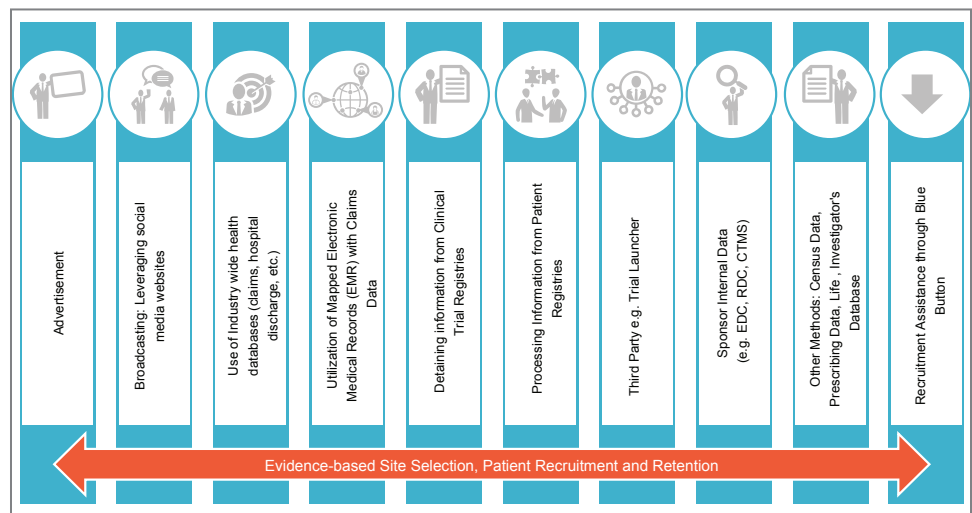 Advertisement
Broadcasting: Leveraging social
media websites
Use of Industry wide health
databases (claims, hospital
discharge, etc.)
Utilization of Mapped Electronic
Medical Records (EMR) with Claims
Data
Detaining information from Clinical
Trial Registries
Processing Information from Patient
Registries
Third Party e.g. Trial Launcher
Sponsor Internal Data
(e.g. EDC, RDC, CTMS)
Other Methods: Census Data,
Prescribing Data, Life , Investigator's
Database
Recruitment Assistance through Blue
Button
Evidence-based Site Selection, Patient Recruitment and Retention